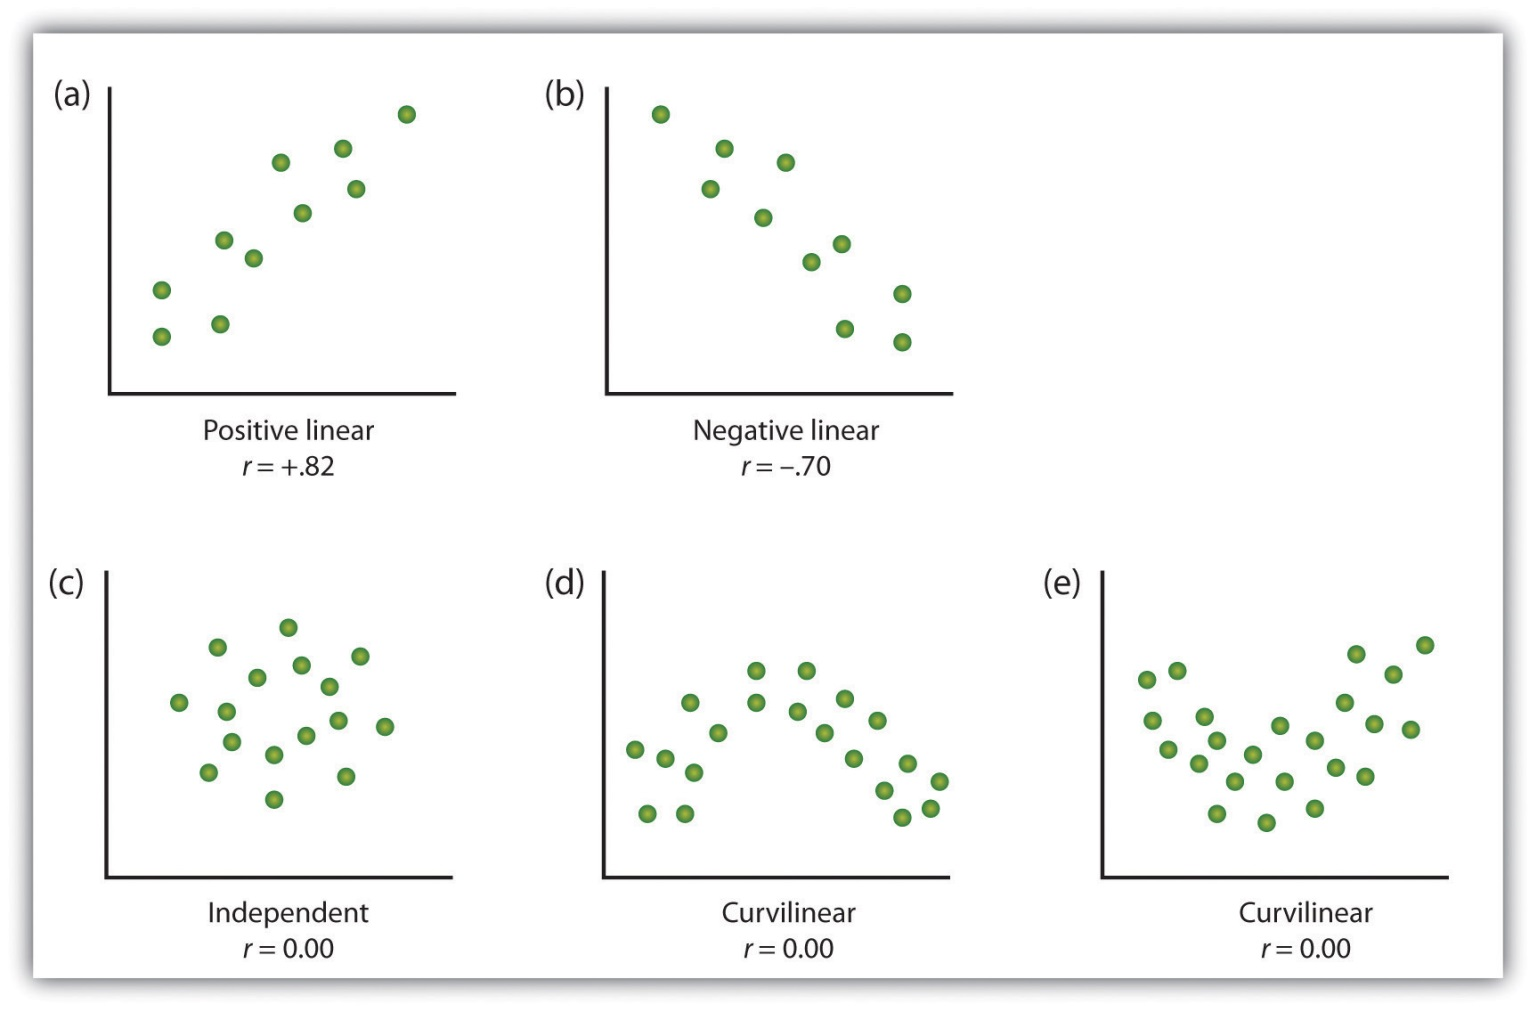 (a)
Positive linear
r = +.82
(b)
Negative linear
r = –.70
(c)
Independent
r = 0.00
(d)
Curvilinear
r = 0.00
(e)
Curvilinear
r = 0.00